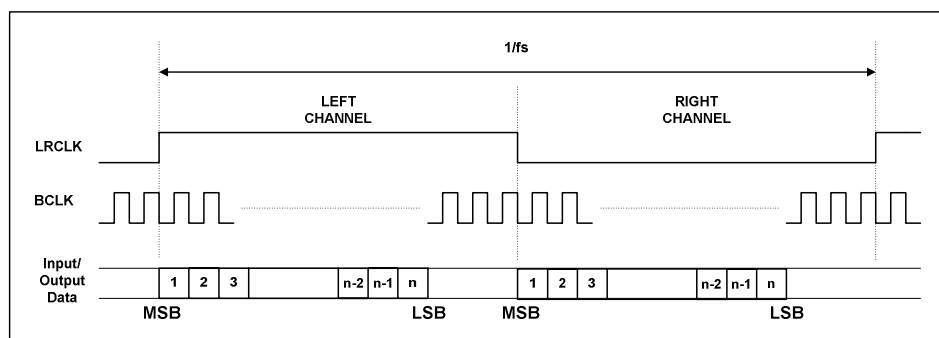 1/fs
LEFT
CHANNEL
RIGHT
CHANNEL
LRCLK
BCLK
Input/
Output
Data
1 2 3 n-2 n-1 n 1 2 3 n-2 n-1 n
MSB LSB MSB LSB